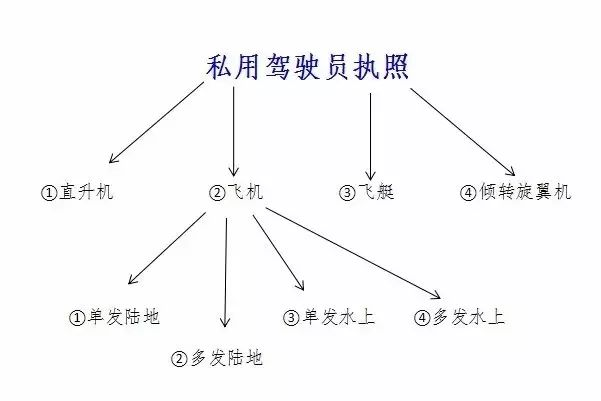 私用驾驶员执照
①直升机 ②飞机 ③飞艇 ④倾转旋翼机
①单发陆地 ③单发水上 ④多发水上
②多发陆地